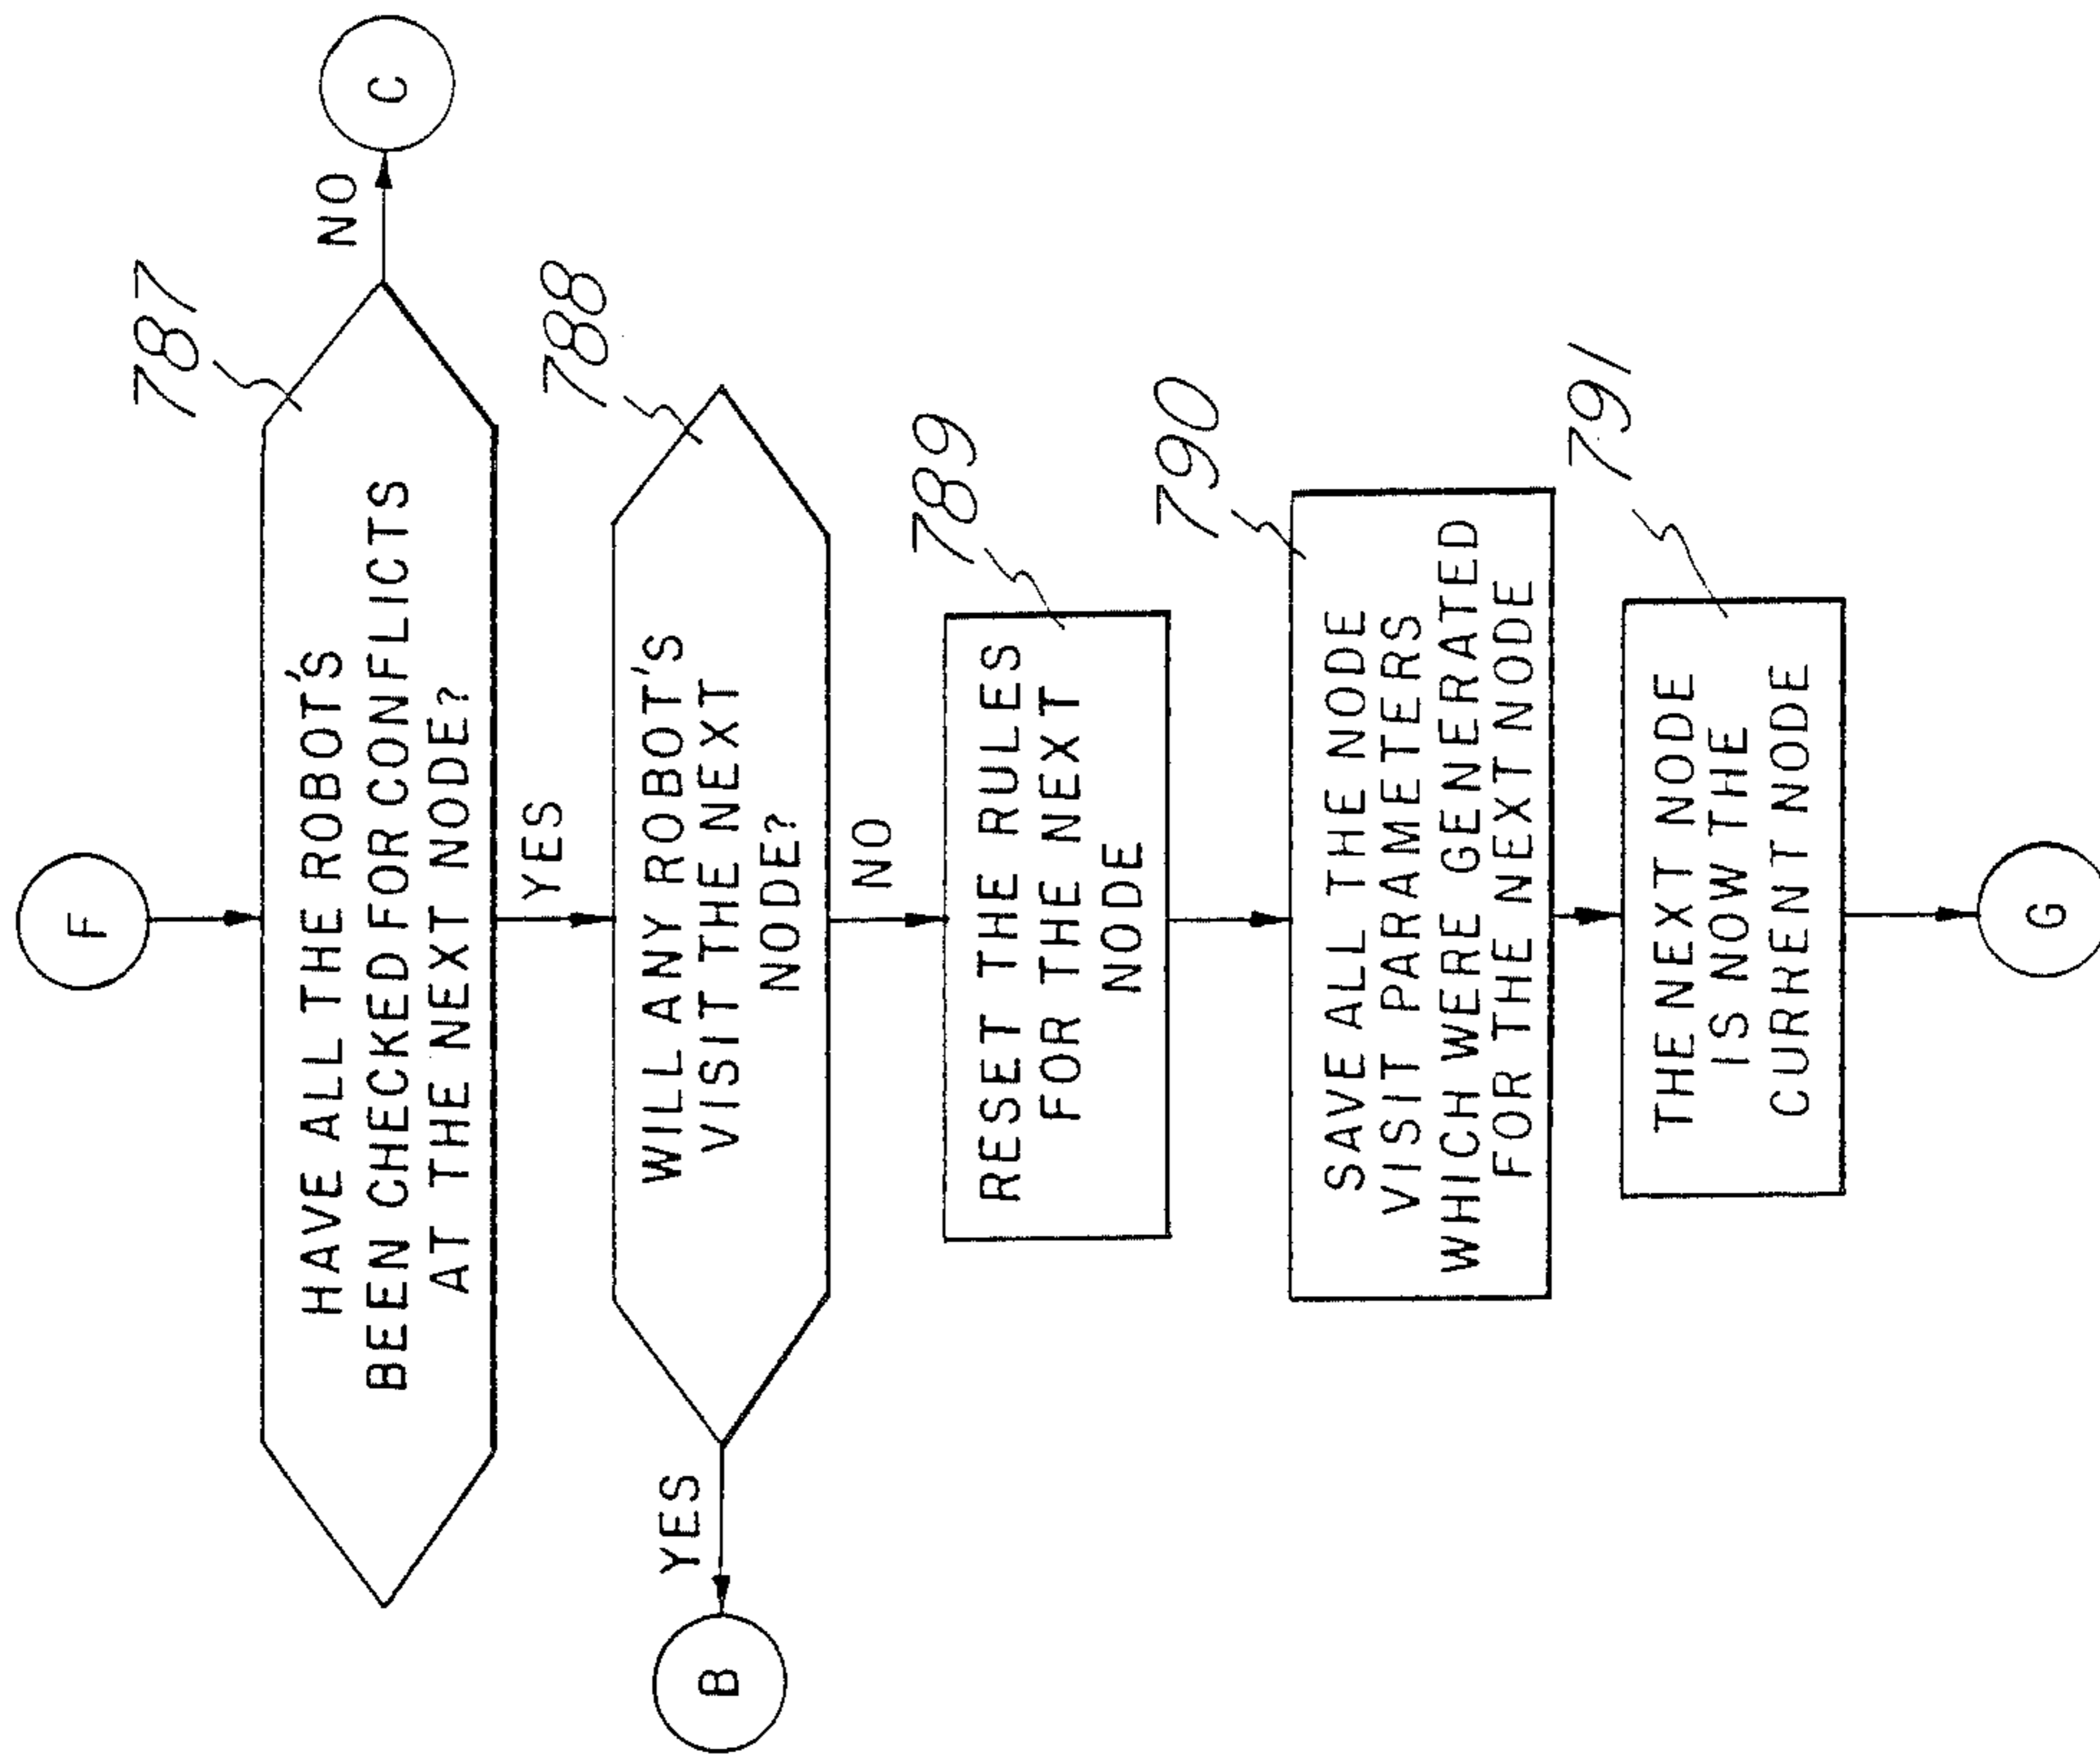 F
787
HAVE ALL THE ROBOT'S
BEEN CHECKED FOR CONFLICTS
AT THE NEXT NODE?
NO
C
YES
788
WILL ANY ROBOT'S
VISIT THE NEXT
NODE?
YES
B
NO
789
RESET THE RULES
FOR THE NEXT
NODE
790
SAVE ALL THE NODE
VISIT PARAMETERS
WHICH WERE GENERATED
FOR THE NEXT NODE
791
THE NEXT NODE
IS NOW THE
CURRENT NODE
G